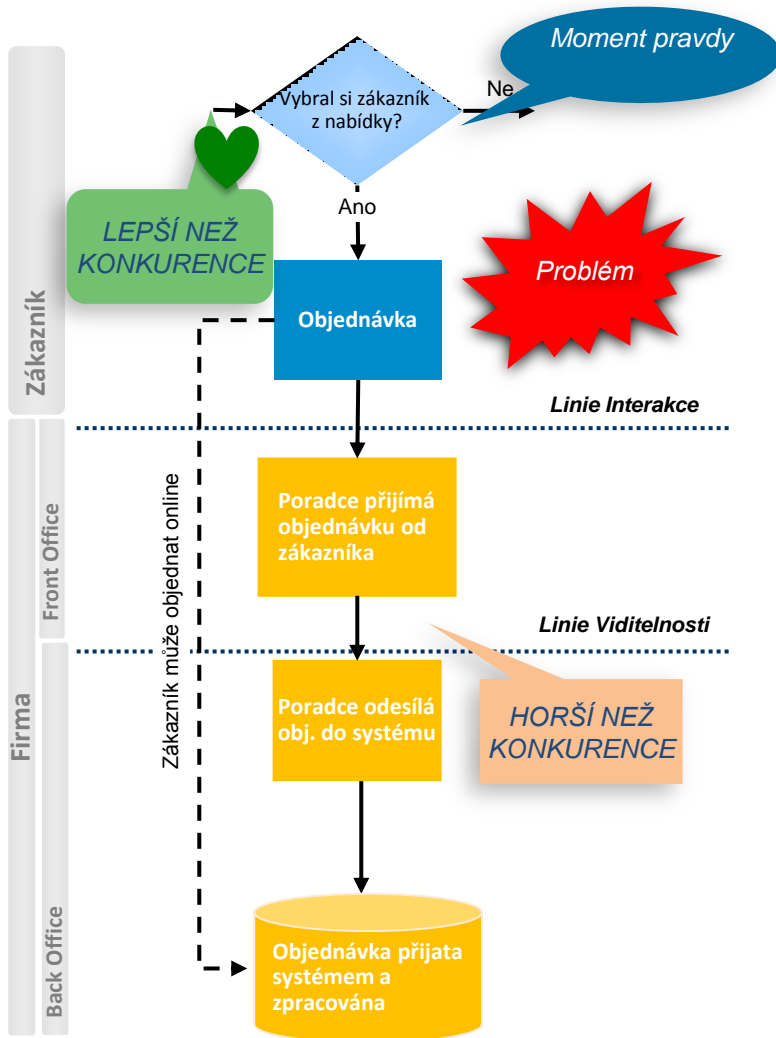 Moment pravdy
Ne
Vybral si zákazník
z nabídky?
Ano
LEPŠÍ NEŽ
KONKURENCE
Problém
Objednávka
Zákazník
Linie Interakce
Poradce přijímá
objednávku od
zákazníka
Zákazník může objednat online
Front Office
Linie Viditelnosti
Firma
Poradce odesílá
obj. do systému
HORŠÍ NEŽ
KONKURENCE
Back Office
Objednávka přijata
systémem a
zpracována